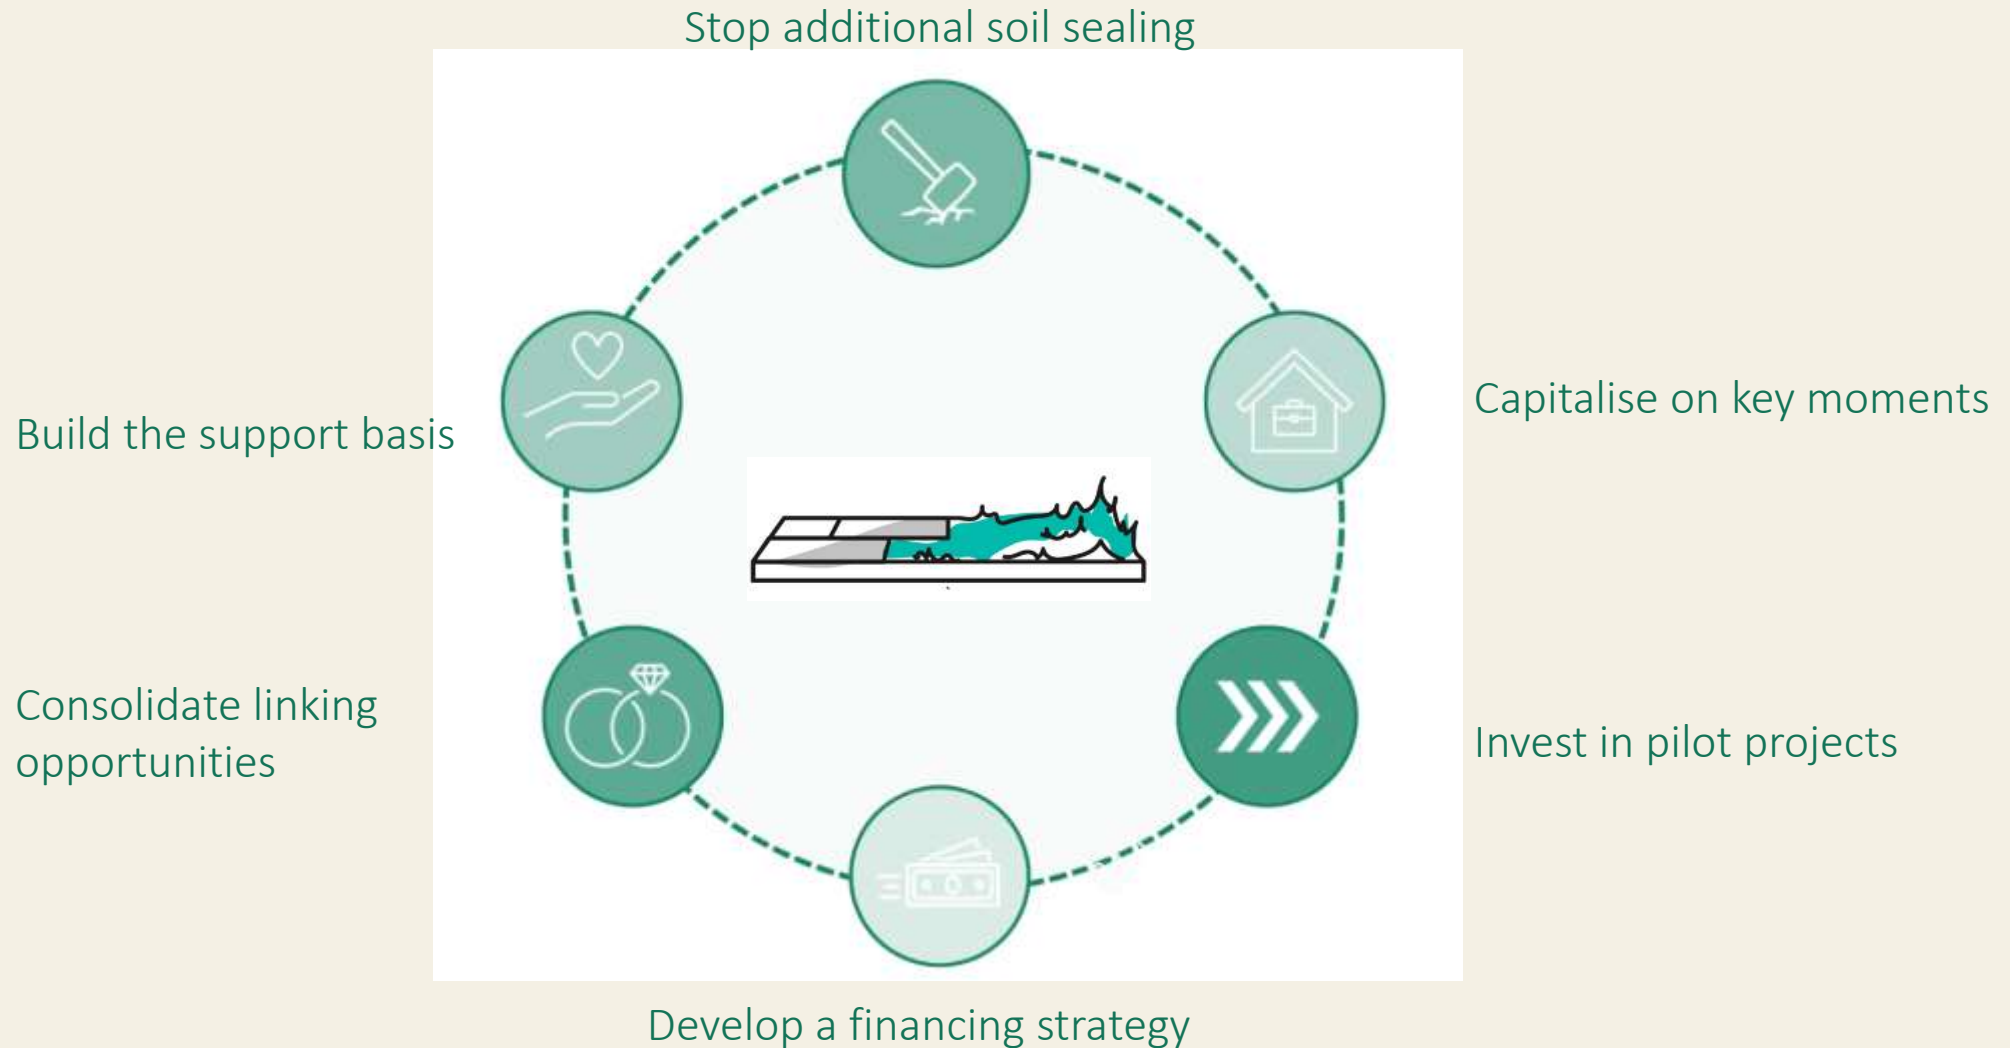 Stop additional soil sealing
Capitalise on key moments
Build the support basis
Consolidate linking
opportunities
Invest in pilot projects
Develop a financing strategy